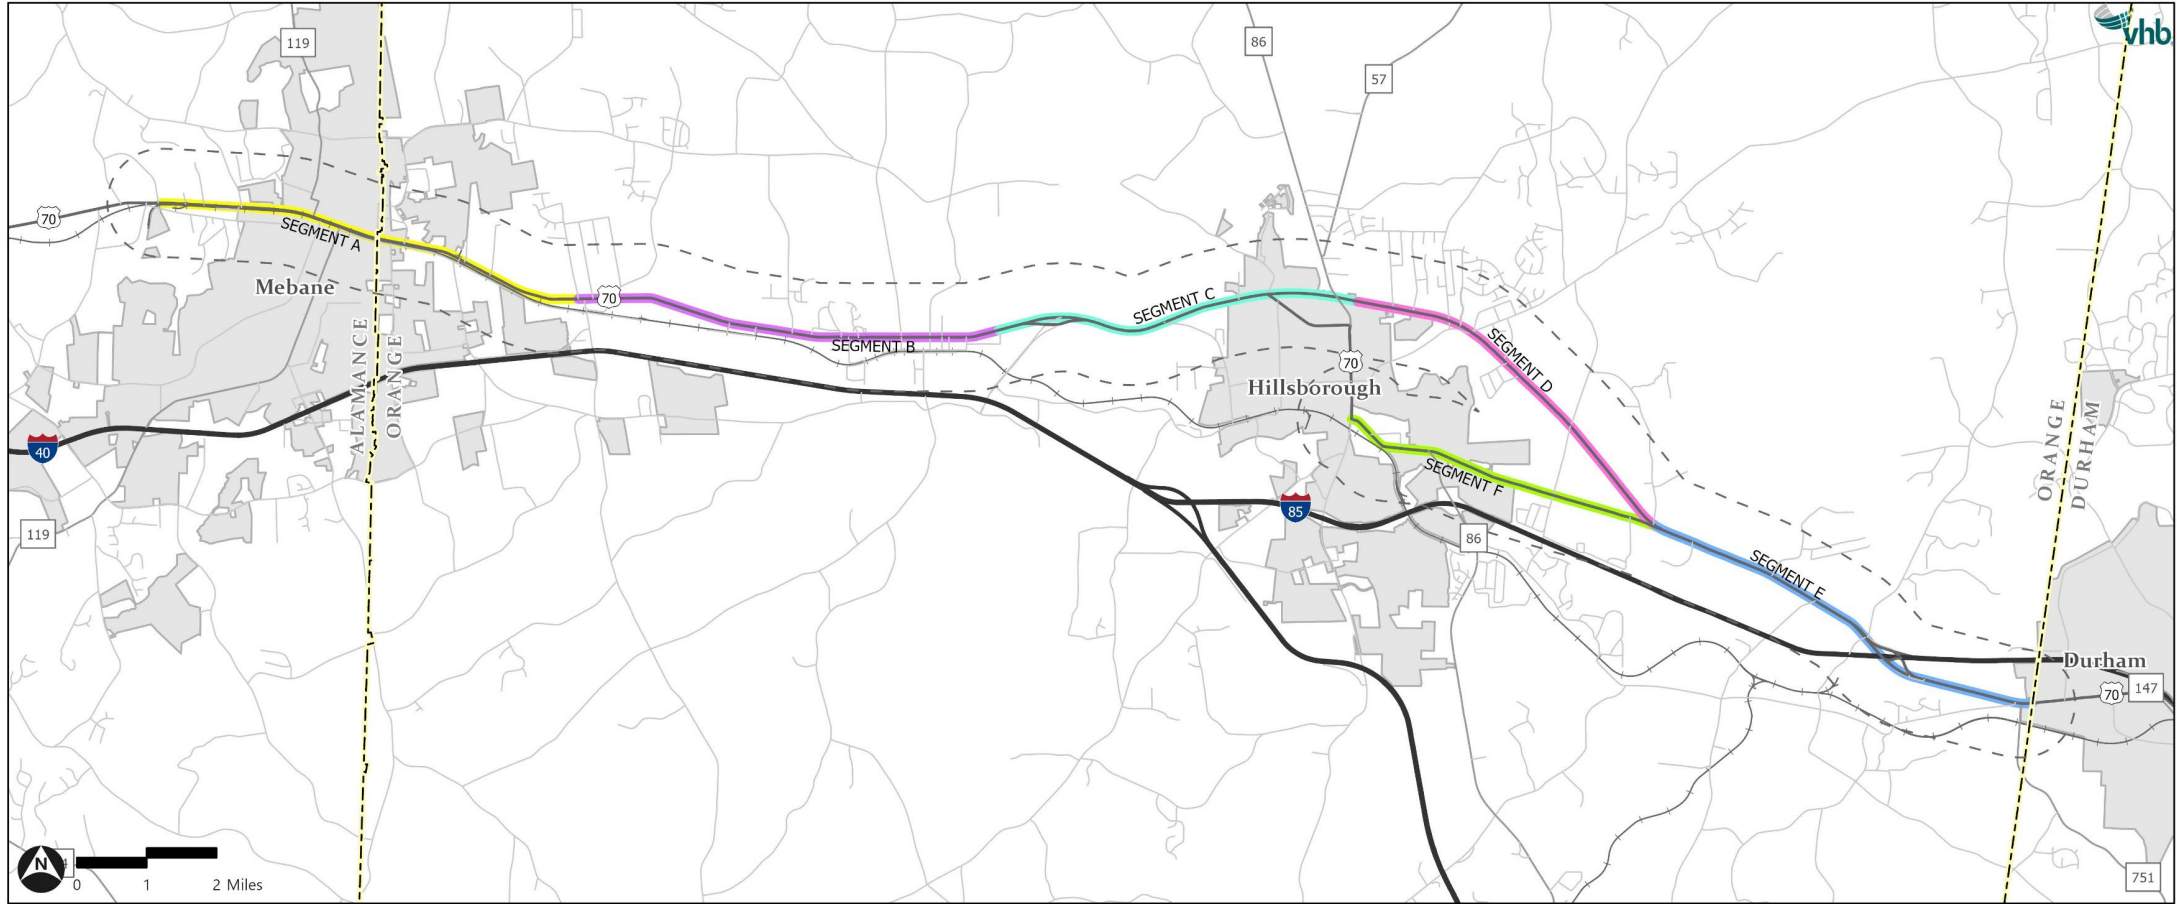 vhb
119
86
57
70
SEGMENT A
Mebane
70
SEGMENT B
SEGMENT C
SEGMENT D
70
Hillsborough
ALAMANCE
ORANGE
ORANGE
DURHAM
40
SEGMENT F
85
119
86
SEGMENT E
Durham
147
70
N
0 1 2 Miles
751